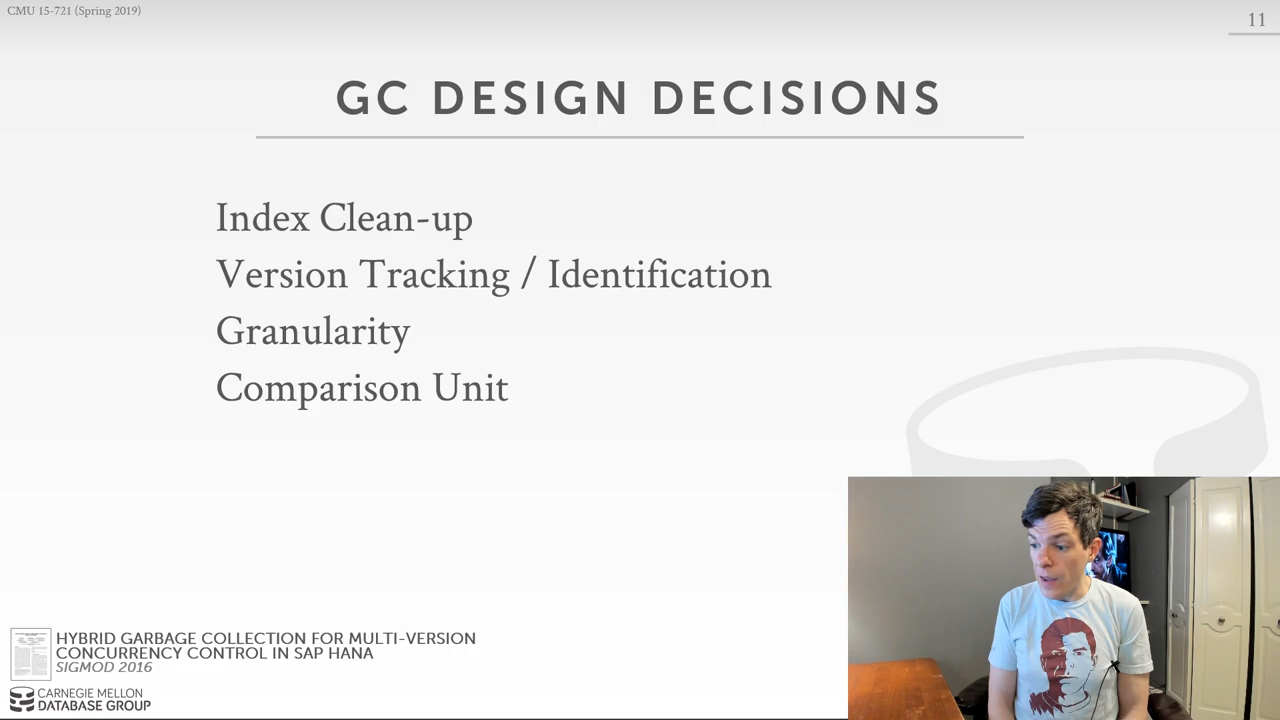 CMU 15-721 (Spring 2019)
11
GC DESIGN DECISIONS
Index Clean-up
Version Tracking / Identification
Granularity
Comparison Unit
HYBRID GARBAGE COLLECTION FOR MULTI-VERSION
CONCURRENCY CONTROL IN SAP HANA
SIGMOD 2016
CARNEGIE MELLON
DATABASE GROUP